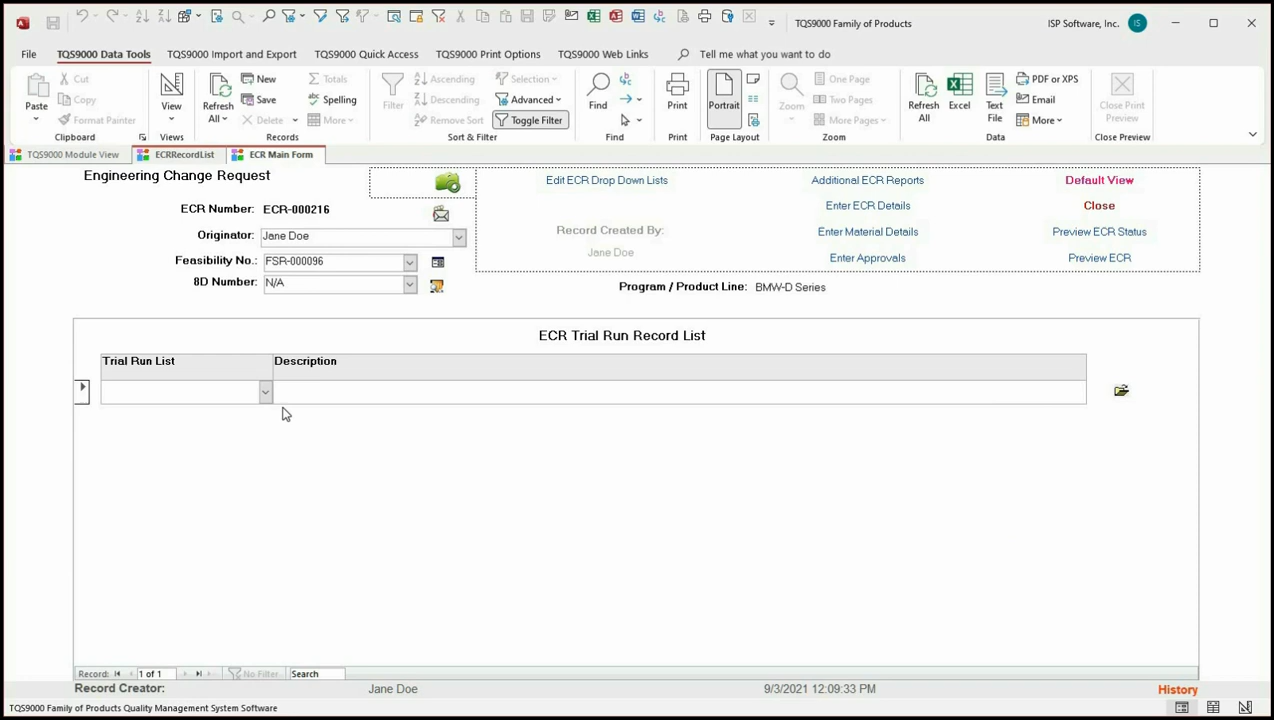 TQS9000 Family of Products
ISP Software, Inc.
IS
File
TQS9000 Data Tools
TQS9000 Import and Export
TQS9000 Quick Access
TQS9000 Print Options
TQS9000 Web Links
Tell me what you want to do
Paste
Cut
Copy
Format Painter
Clipboard
View
Views
Refresh All
New
Save
Delete
Totals
Spelling
More
Records
Filter
Ascending
Descending
Remove Sort
Selection
Advanced
Toggle Filter
Sort & Filter
Find
Find
Print
Print
Portrait
Page Layout
Zoom
One Page
Two Pages
More Pages
Zoom
Refresh All
Excel
Text File
PDF or XPS
Email
More
Data
Close Print Preview
Close Preview
TQS9000 Module View
ECRRecordList
ECR Main Form
Engineering Change Request
ECR Number: ECR-000216
Originator: Jane Doe
Feasibility No.: FSR-000096
8D Number: N/A
Edit ECR Drop Down Lists
Record Created By:
Jane Doe
Additional ECR Reports
Enter ECR Details
Enter Material Details
Enter Approvals
Default View
Close
Preview ECR Status
Preview ECR
Program / Product Line: BMW-D Series
ECR Trial Run Record List
Trial Run List Description
Record: 1 of 1 No Filter Search
Record Creator: Jane Doe 9/3/2021 12:09:33 PM History
TQS9000 Family of Products Quality Management System Software